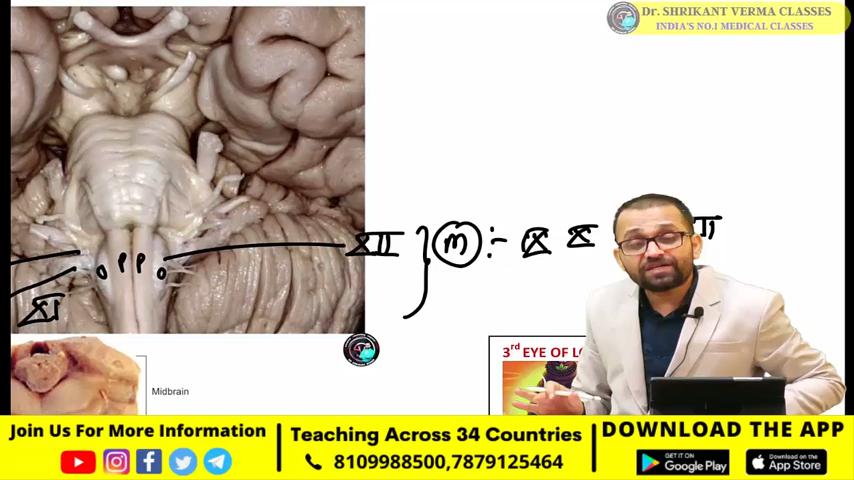 Dr. SHRIKANT VERMA CLASSES
INDIA'S NO.1 MEDICAL CLASSES
XII } m :- IX X II
O P P O
XI
3rd EYE OF
Midbrain
Join Us For More Information
Teaching Across 34 Countries
8109988500,7879125464
DOWNLOAD THE APP
GET IT ON
Google Play
Download on the
App Store